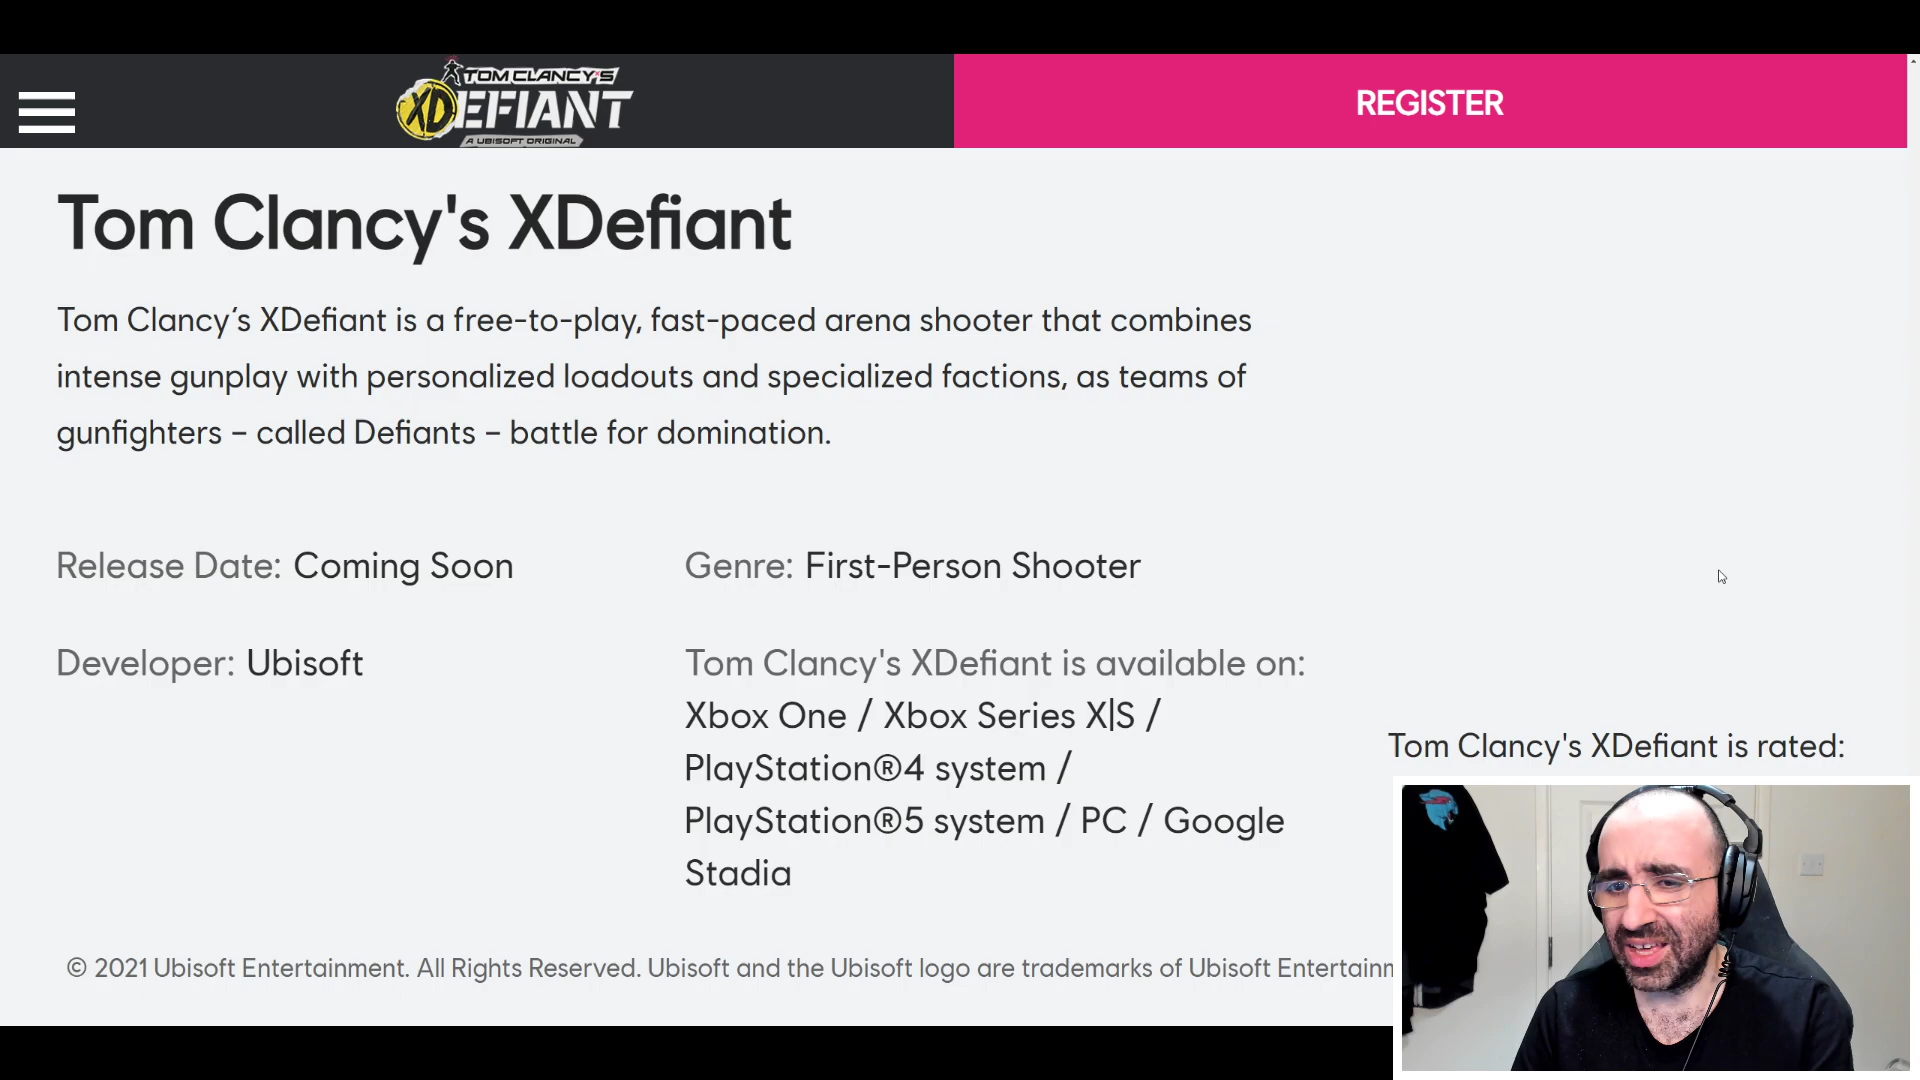 TOM CLANCY'S
XDEFIANT
A UBISOFT ORIGINAL
REGISTER
Tom Clancy's XDefiant
Tom Clancy’s XDefiant is a free-to-play, fast-paced arena shooter that combines
intense gunplay with personalized loadouts and specialized factions, as teams of
gunfighters – called Defiants – battle for domination.
Release Date: Coming Soon
Genre: First-Person Shooter
Developer: Ubisoft
Tom Clancy's XDefiant is available on:
Xbox One / Xbox Series X|S /
PlayStation®4 system /
PlayStation®5 system / PC / Google
Stadia
Tom Clancy's XDefiant is rated:
© 2021 Ubisoft Entertainment. All Rights Reserved. Ubisoft and the Ubisoft logo are trademarks of Ubisoft